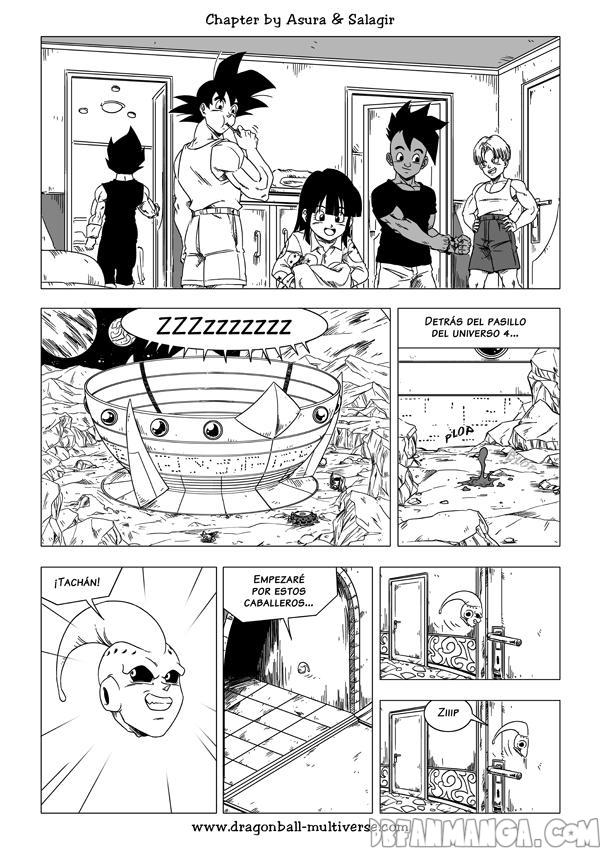 Chapter by Asura & Salagir
ZZZzzzzzzz
Detrás del pasillo
del universo 4...
plop
¡Tachán!
Empezaré
por estos
caballeros...
Ziiip
www.dragonball-multiverse.com
DBFANMANGA.COM